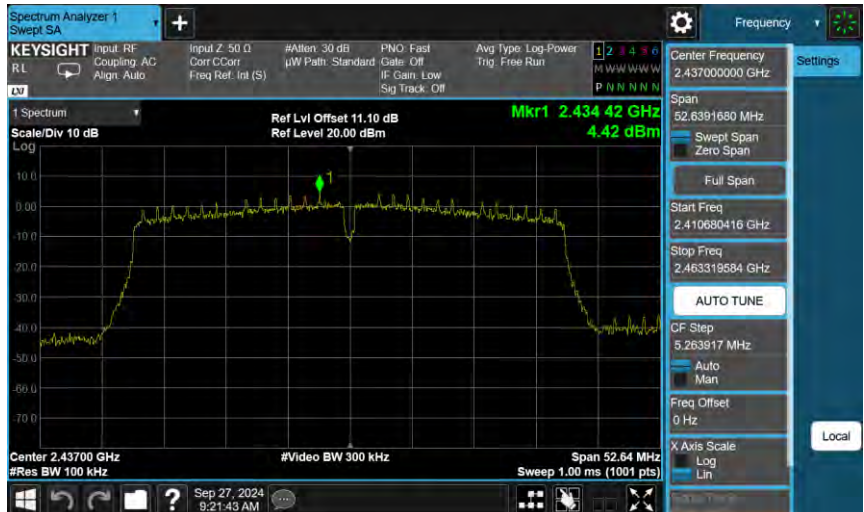 Spectrum Analyzer 1
Swept SA
+
Frequency
KEYSIGHT
RL
LXI
Input: RF
Coupling: AC
Align: Auto
Input Z: 50 Ω
Corr CCorr
Freq Ref: Int (S)
#Atten: 30 dB
µW Path: Standard
PNO: Fast
Gate: Off
IF Gain: Low
Sig Track: Off
Avg Type: Log-Power
Trig: Free Run
1 2 3 4 5 6
M W W W W W
P N N N N N
Center Frequency
2.437000000 GHz
Settings
Span
52.6391680 MHz
Swept Span
Zero Span
Full Span
Start Freq
2.410680416 GHz
Stop Freq
2.463319584 GHz
AUTO TUNE
CF Step
5.263917 MHz
Auto
Man
Freq Offset
0 Hz
X Axis Scale
Log
Lin
Local
1 Spectrum
Scale/Div 10 dB
Ref Lvl Offset 11.10 dB
Ref Level 20.00 dBm
Mkr1 2.434 42 GHz
4.42 dBm
Log
1
10.0
0.00
-10.0
-20.0
-30.0
-40.0
-50.0
-60.0
-70.0
Center 2.43700 GHz
#Res BW 100 kHz
#Video BW 300 kHz
Span 52.64 MHz
Sweep 1.00 ms (1001 pts)
?
Sep 27, 2024
9:21:43 AM